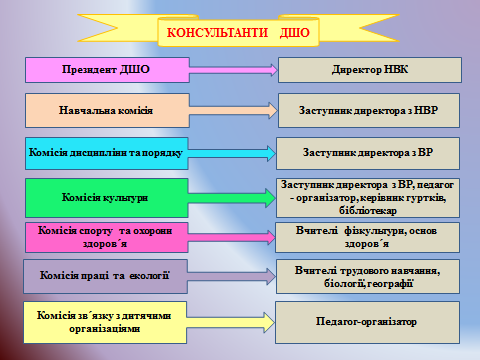 КОНСУЛЬТАНТИ ДШО
Президент ДШО
Директор НВК
Навчальна комісія
Заступник директора з НВР
Комісія дисципліни та порядку
Заступник директора з ВР
Комісія культури
Заступник директора з ВР, педагог
- організатор, керівник гуртків,
бібліотекар
Комісія спорту та охорони
здоров´я
Вчителі фізкультури, основ
здоров´я
Комісія праці та екології
Вчителі трудового навчання,
біології, географії
Комісія зв´язку з дитячими
організаціями
Педагог-організатор